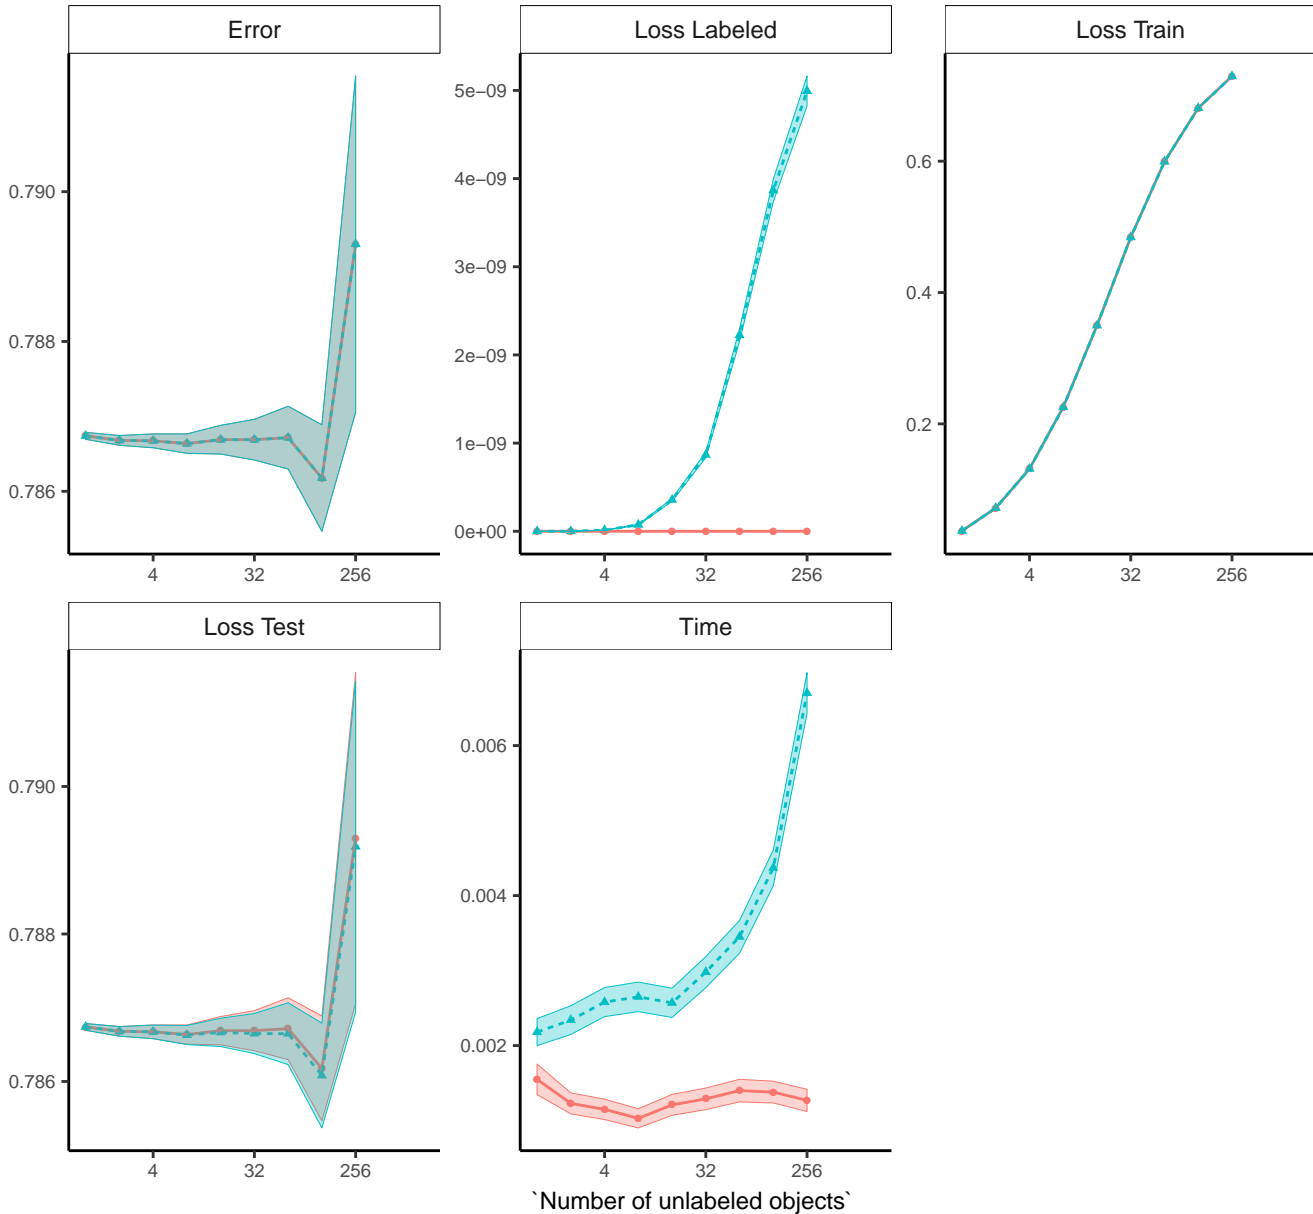 Error
Loss Labeled
Loss Train
0.790
0.788
0.786
4
32
256
5e−09
4e−09
3e−09
2e−09
1e−09
0e+00
4
32
256
0.6
0.4
0.2
4
32
256
Loss Test
Time
0.790
0.788
0.786
4
32
256
0.006
0.004
0.002
4
32
256
`Number of unlabeled objects`